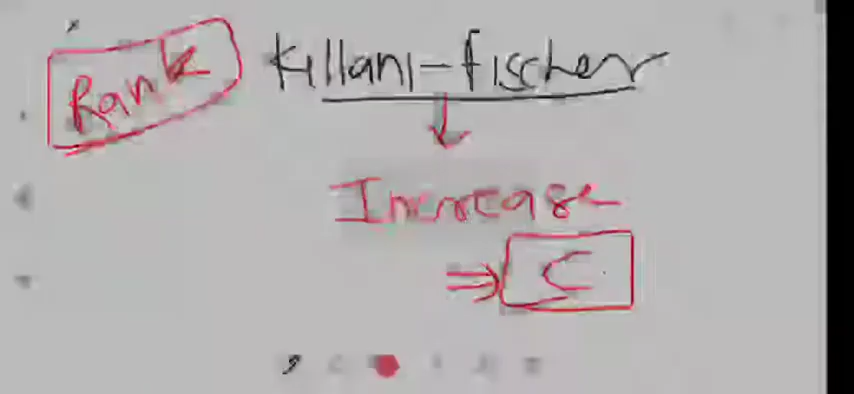 Rank
Killani-fischer
↓
Increase
⇒ C